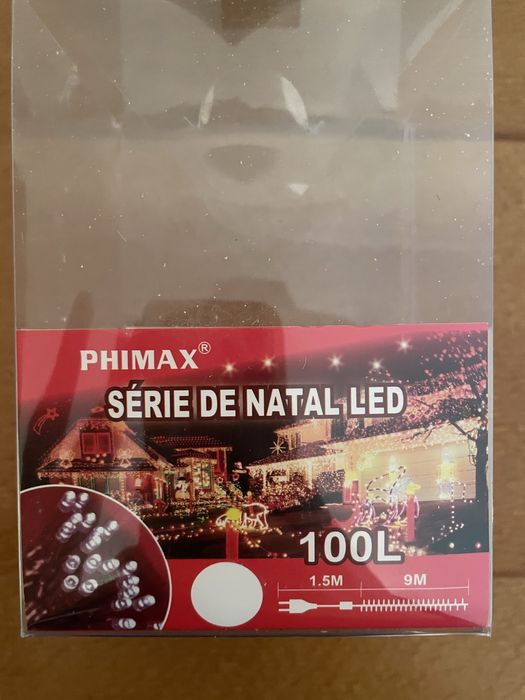 PHIMAX®
SÉRIE DE NATAL LED
100L
1.5M 9M